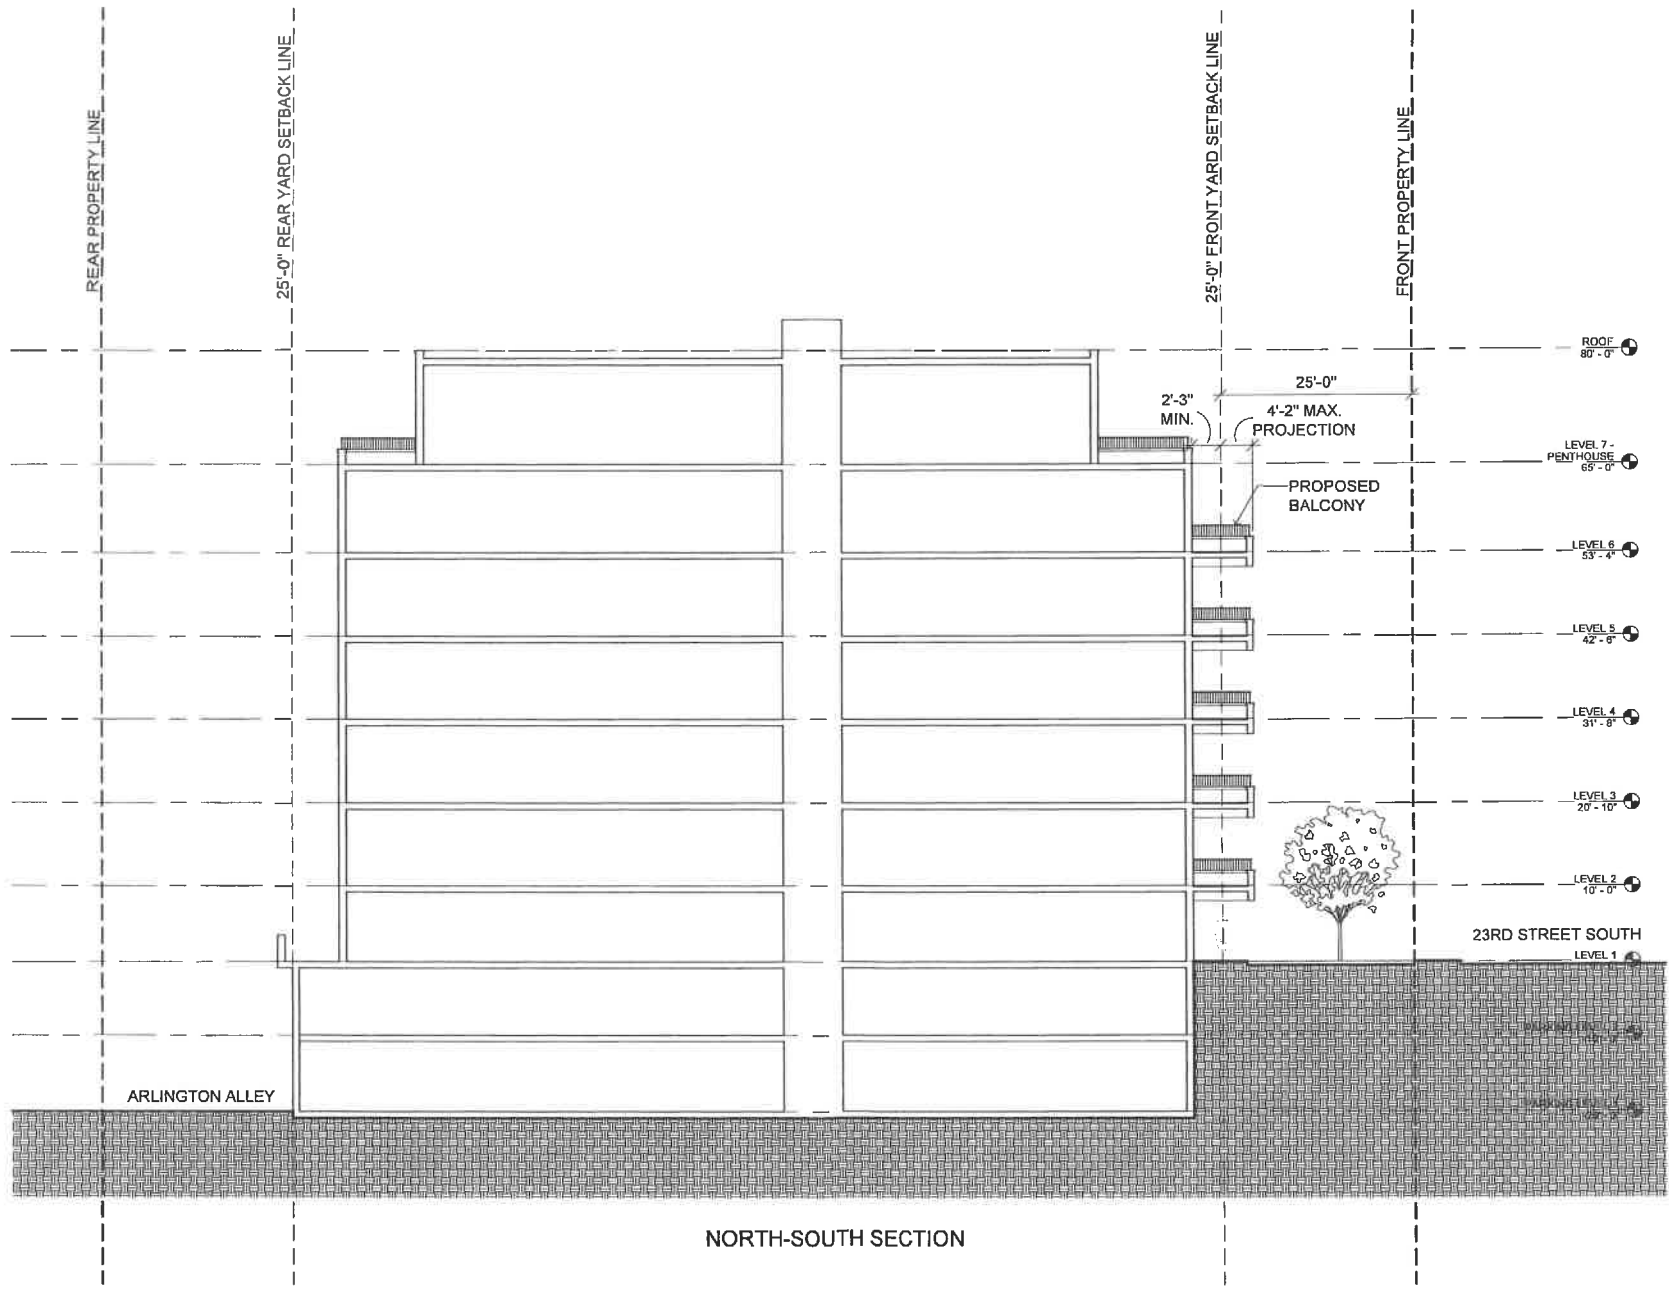 REAR PROPERTY LINE
25'-0" REAR YARD SETBACK LINE
25'-0" FRONT YARD SETBACK LINE
FRONT PROPERTY LINE
ROOF
80' - 0"
25'-0"
2'-3"
MIN.
4'-2" MAX.
PROJECTION
LEVEL 7 -
PENTHOUSE
65' - 0"
PROPOSED
BALCONY
LEVEL 6
53' - 4"
LEVEL 5
42' - 6"
LEVEL 4
31' - 8"
LEVEL 3
20' - 10"
LEVEL 2
10' - 0"
23RD STREET SOUTH
LEVEL 1
ARLINGTON ALLEY
NORTH-SOUTH SECTION